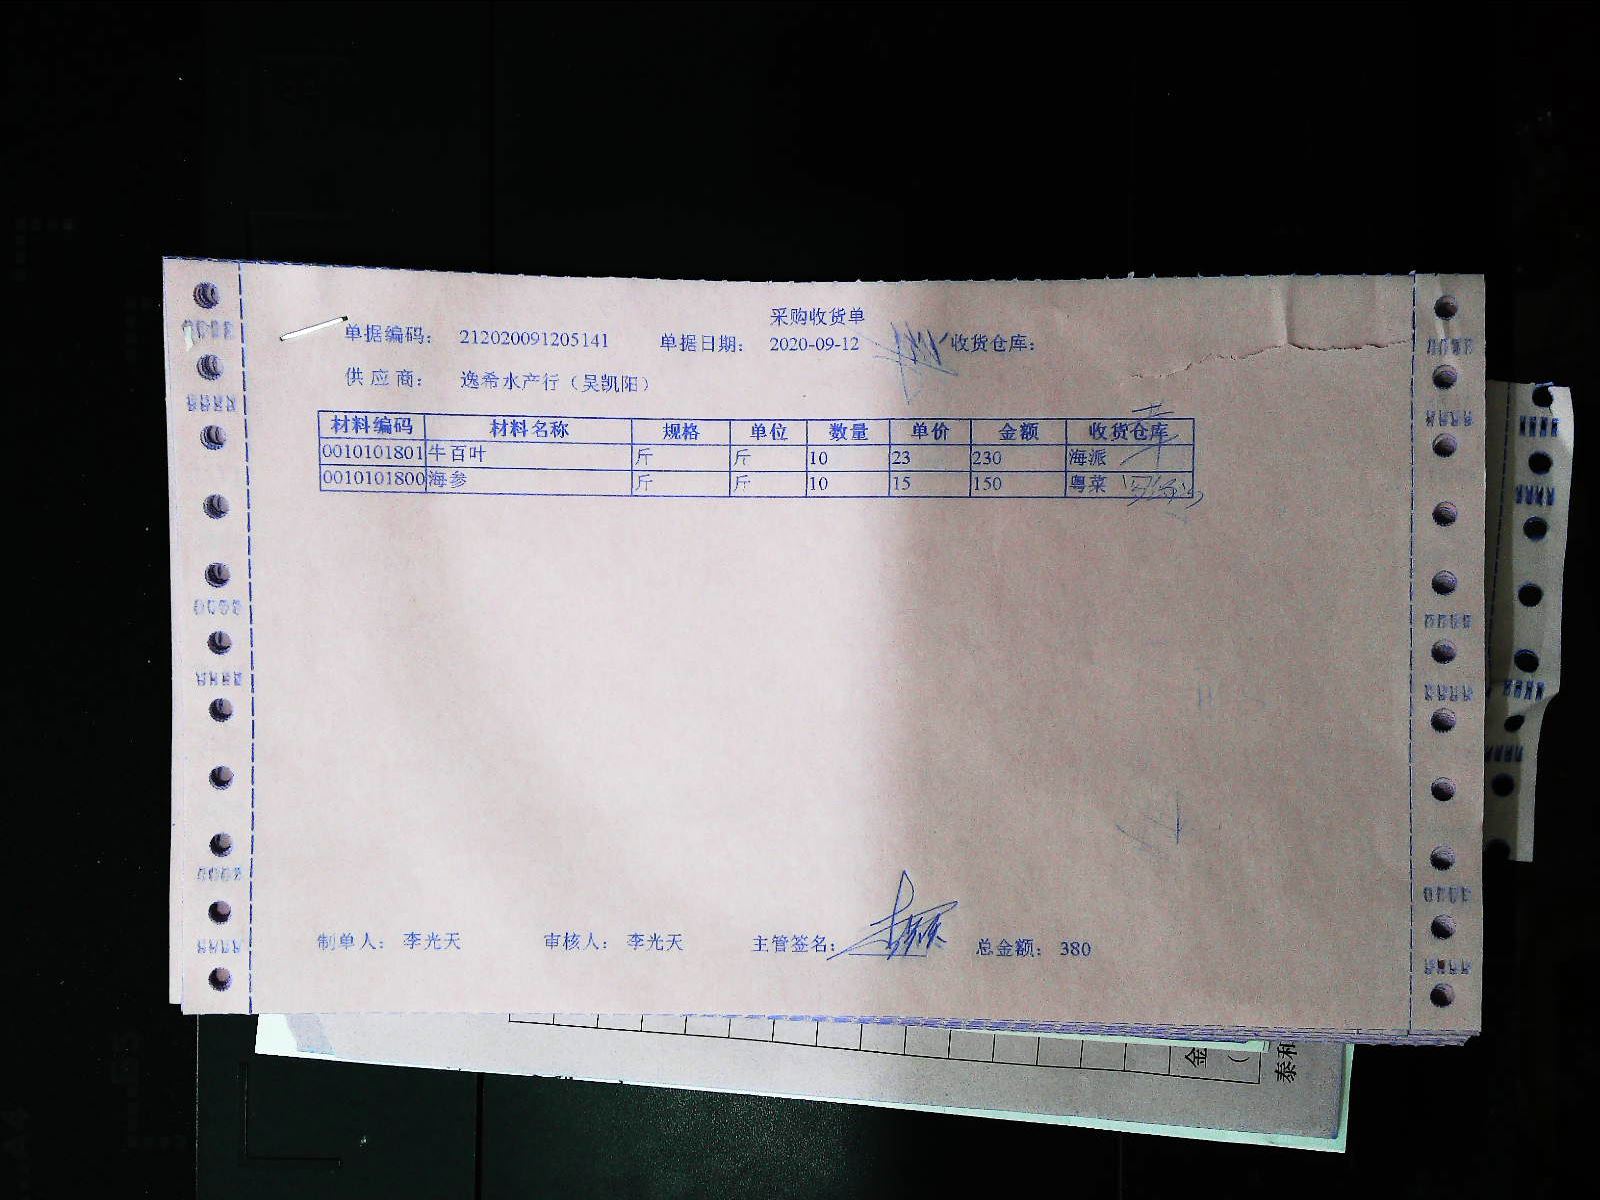 采购收货单
单据编码： 212020091205141 单据日期： 2020-09-12 收货仓库：
供 应 商： 逸希水产行（吴凯阳）
材料编码 材料名称 规格 单位 数量 单价 金额 收货仓库
0010101801 牛百叶 斤 斤 10 23 230 海派
0010101800 海参 斤 斤 10 15 150 粤菜
制单人： 李光天 审核人： 李光天 主管签名： 总金额： 380
金
（
泰和